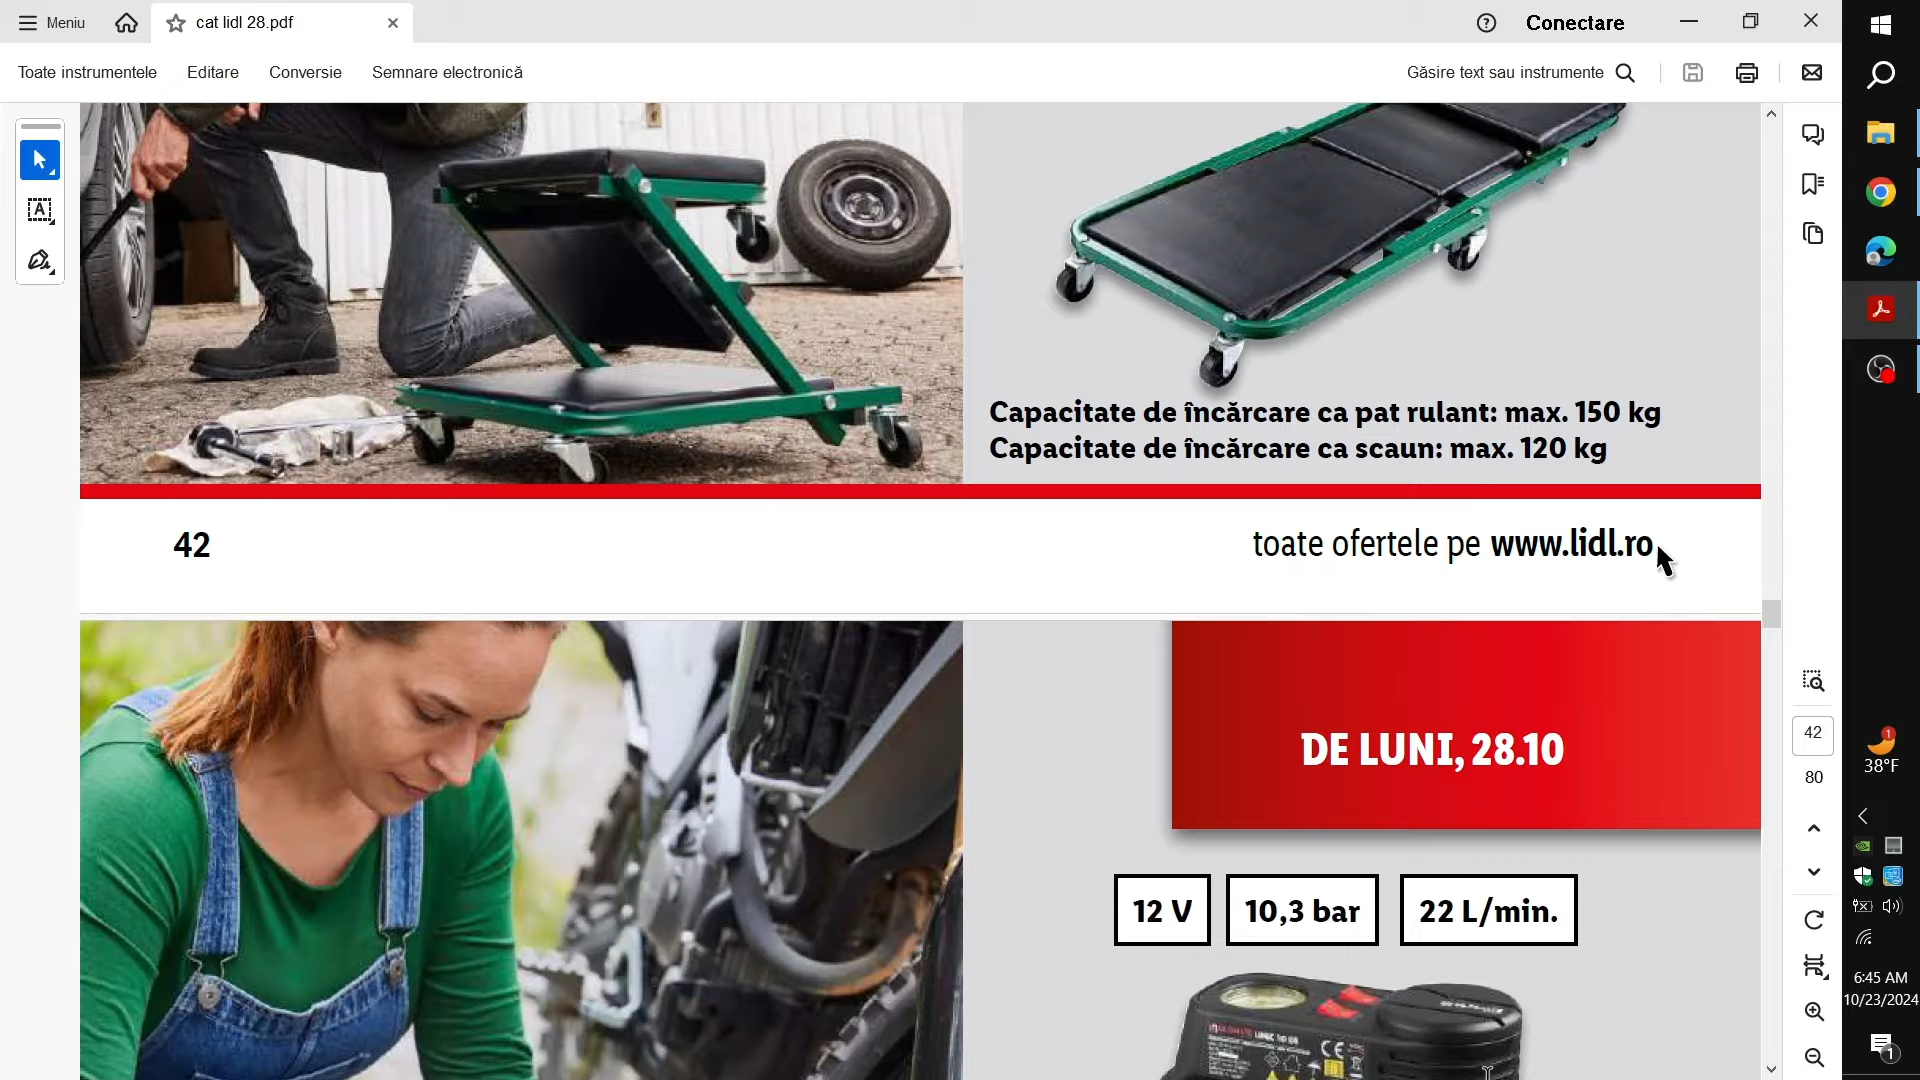 Meniu
cat lidl 28.pdf
Conectare
Toate instrumentele
Editare
Conversie
Semnare electronică
Găsire text sau instrumente
Capacitate de încărcare ca pat rulant: max. 150 kg
Capacitate de încărcare ca scaun: max. 120 kg
42
toate ofertele pe www.lidl.ro
DE LUNI, 28.10
12 V
10,3 bar
22 L/min.
42
80
1
38°F
6:45 AM
10/23/2024
1